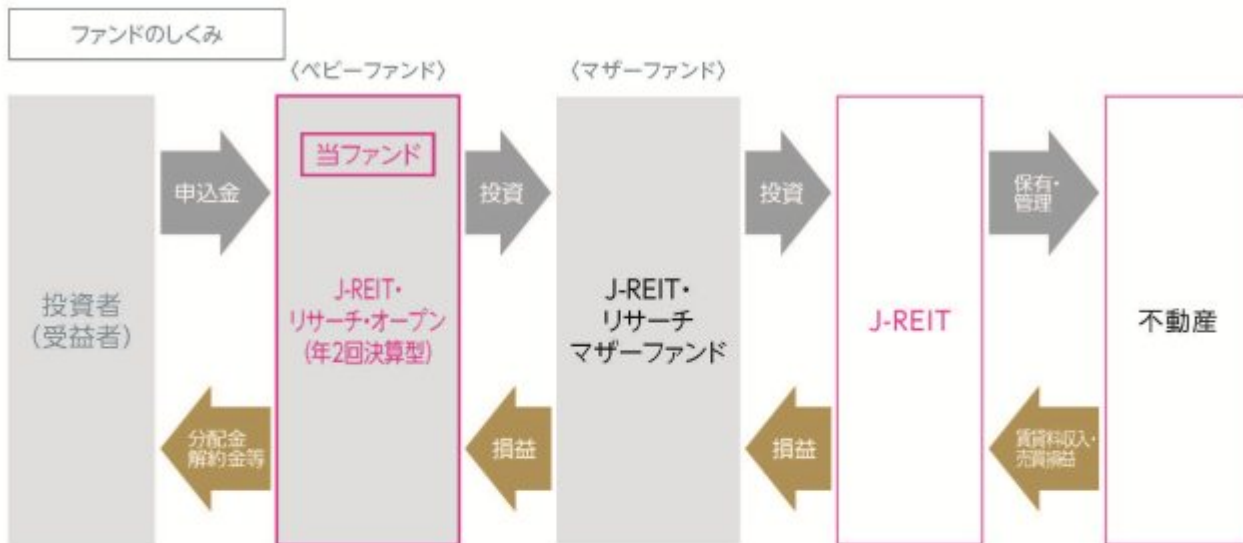 ファンドのしくみ
〈ベビーファンド〉
〈マザーファンド〉
投資者
(受益者)
申込金
分配金
解約金等
当ファンド
J-REIT・
リサーチ・オープン
(年2回決算型)
投資
損益
J-REIT・
リサーチ
マザーファンド
投資
損益
J-REIT
保有・
管理
賃貸料収入・
売買損益
不動産